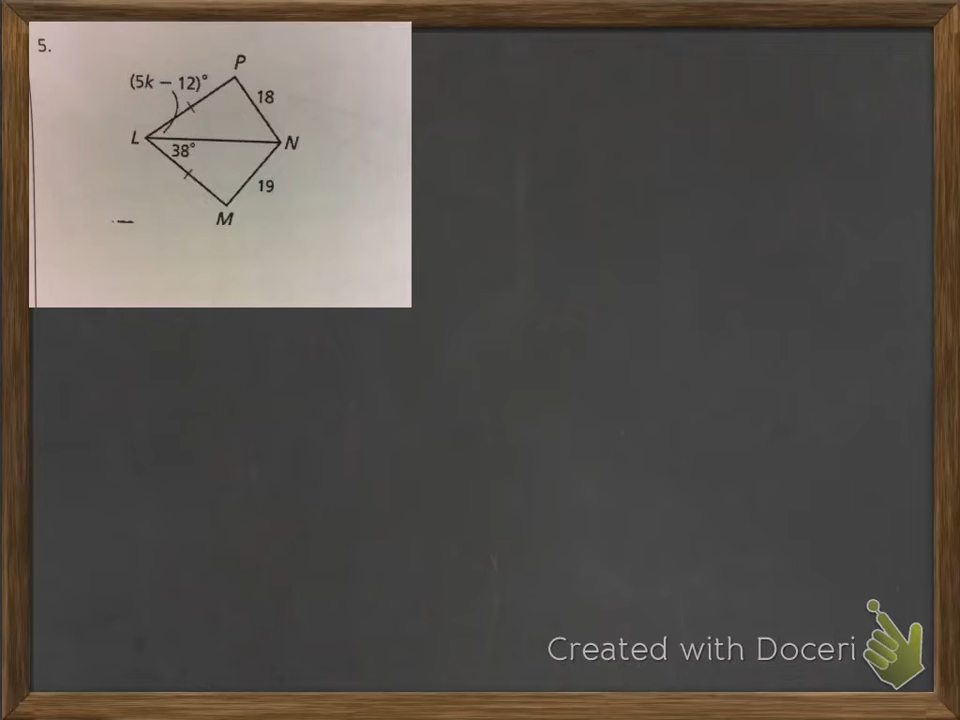 5.
P
(5k − 12)°
18
L
N
38°
19
M
Created with Doceri